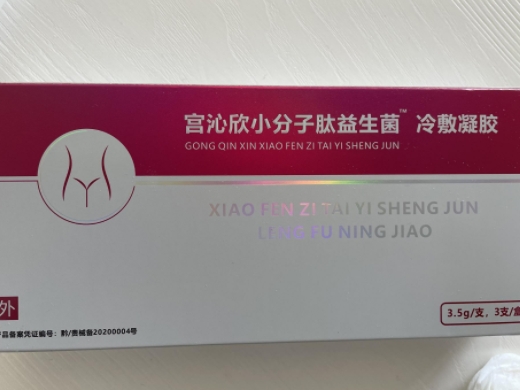 宫沁欣小分子肽益生菌™ 冷敷凝胶
GONG QIN XIN XIAO FEN ZI TAI YI SHENG JUN
XIAO FEN ZI TAI YI SHENG JUN
LENG FU NING JIAO
外
3.5g/支，3支/盒
产品备案凭证编号：黔/贵械备20200004号